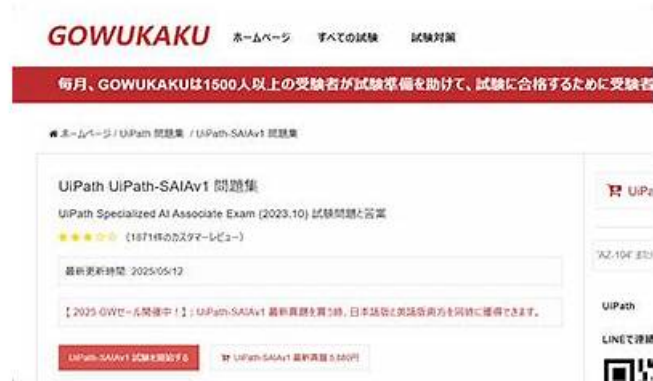 GOWUKAKU
ホームページ すべての試験 試験対策
毎月、GOWUKAKUは1500人以上の受験者が試験準備を助けて、試験に合格するために受験者
ホームページ / UiPath 問題集 / UiPath-SAIAv1 問題集
UiPath UiPath-SAIAv1 問題集
UiPath Specialized AI Associate Exam (2023.10) 試験問題と答案
(1871件のカスタマーレビュー)
最新更新時間: 2025/05/12
【2025 GWセール開催中！】: UiPath-SAIAv1 最新真題を買う時、日本語版と英語版両方を同時に獲得できます。
UiPath-SAIAv1 試験を開始する
UiPath-SAIAv1 最新真題 5,880円
UiPa
"AZ-104"
UiPath
LINEで連絡